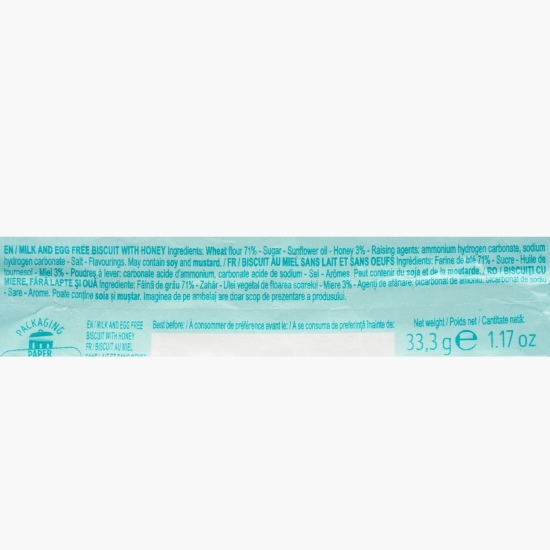 EN / MILK AND EGG FREE BISCUIT WITH HONEY Ingredients: Wheat flour 71% - Sugar - Sunflower oil - Honey 3% - Raising agents: ammonium hydrogen carbonate, sodium
hydrogen carbonate - Salt - Flavourings. May contain soy and mustard. / FR / BISCUIT AU MIEL SANS LAIT ET SANS OEUFS Ingrédients: Farine de blé 71% - Sucre - Huile de
tournesol - Miel 3% - Poudres à lever: carbonate acide d'ammonium, carbonate acide de sodium - Sel - Arômes. Peut contenir du soja et de la moutarde. / RO / BISCUITI CU
MIERE, FĂRĂ LAPTE ȘI OUĂ Ingrediente: Făină de grâu 71% - Zahăr - Ulei vegetal de floarea soarelui - Miere 3% - Agenți de afânare: bicarbonat de amoniu, bicarbonat de sodiu
- Sare - Arome. Poate conține soia și muștar. Imaginea de pe ambalaj are doar scop de prezentare a produsului.
PACKAGING
PAPER
EN / MILK AND EGG FREE
BISCUIT WITH HONEY
FR / BISCUIT AU MIEL
SANS LAIT ET SANS OEUFS
Best before: / À consommer de préférence avant le: / A se consuma de preferință înainte de:
Net weight / Poids net / Cantitate netă:
33,3 g e 1.17 oz